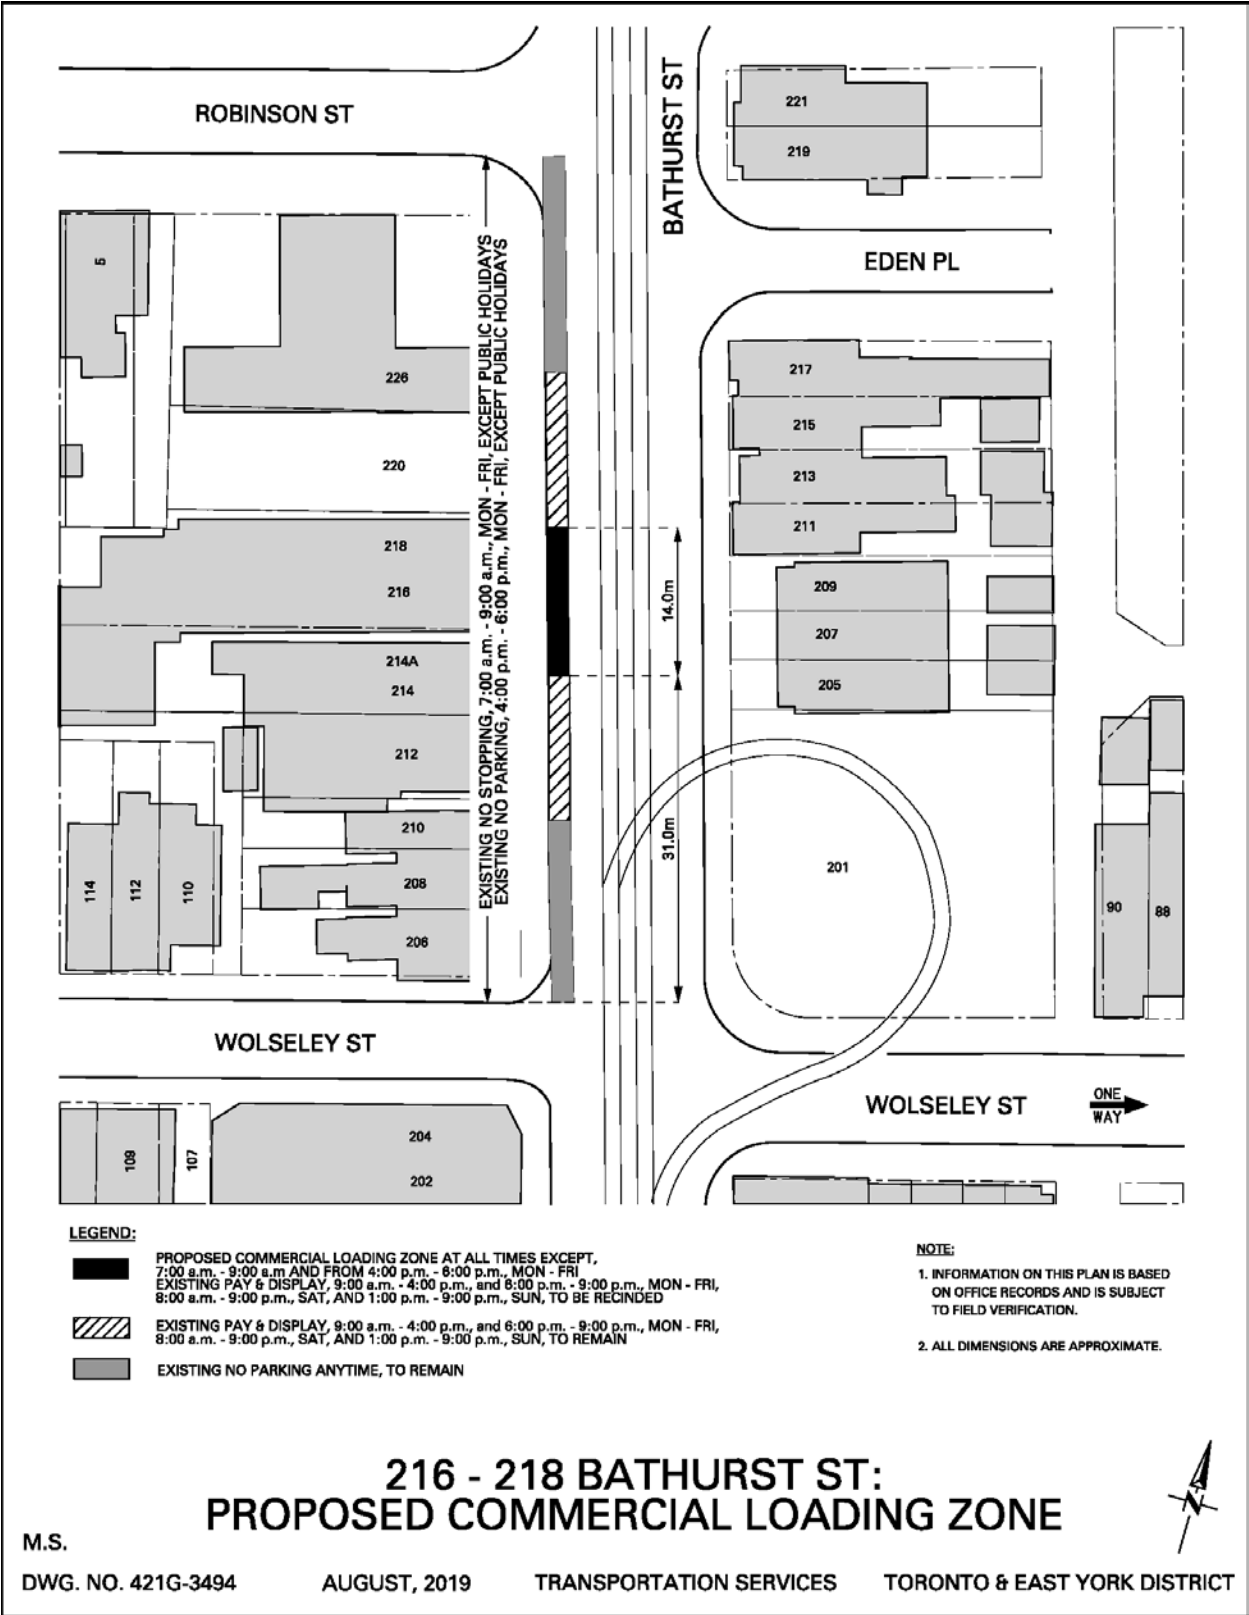 ROBINSON ST
BATHURST ST
221
219
EDEN PL
5
226
220
218
216
214A
214
212
210
208
206
114
112
110
EXISTING NO STOPPING, 7:00 a.m. - 9:00 a.m., MON - FRI, EXCEPT PUBLIC HOLIDAYS
EXISTING NO PARKING, 4:00 p.m. - 6:00 p.m., MON - FRI, EXCEPT PUBLIC HOLIDAYS
14.0m
31.0m
217
215
213
211
209
207
205
201
90
88
WOLSELEY ST
WOLSELEY ST
ONE
WAY
109
107
204
202
LEGEND:
PROPOSED COMMERCIAL LOADING ZONE AT ALL TIMES EXCEPT,
7:00 a.m. - 9:00 a.m AND FROM 4:00 p.m. - 6:00 p.m., MON - FRI
EXISTING PAY & DISPLAY, 9:00 a.m. - 4:00 p.m., and 6:00 p.m. - 9:00 p.m., MON - FRI,
8:00 a.m. - 9:00 p.m., SAT, AND 1:00 p.m. - 9:00 p.m., SUN, TO BE RECINDED
EXISTING PAY & DISPLAY, 9:00 a.m. - 4:00 p.m., and 6:00 p.m. - 9:00 p.m., MON - FRI,
8:00 a.m. - 9:00 p.m., SAT, AND 1:00 p.m. - 9:00 p.m., SUN, TO REMAIN
EXISTING NO PARKING ANYTIME, TO REMAIN
NOTE:
1. INFORMATION ON THIS PLAN IS BASED
ON OFFICE RECORDS AND IS SUBJECT
TO FIELD VERIFICATION.
2. ALL DIMENSIONS ARE APPROXIMATE.
216 - 218 BATHURST ST:
PROPOSED COMMERCIAL LOADING ZONE
N
M.S.
DWG. NO. 421G-3494 AUGUST, 2019 TRANSPORTATION SERVICES TORONTO & EAST YORK DISTRICT